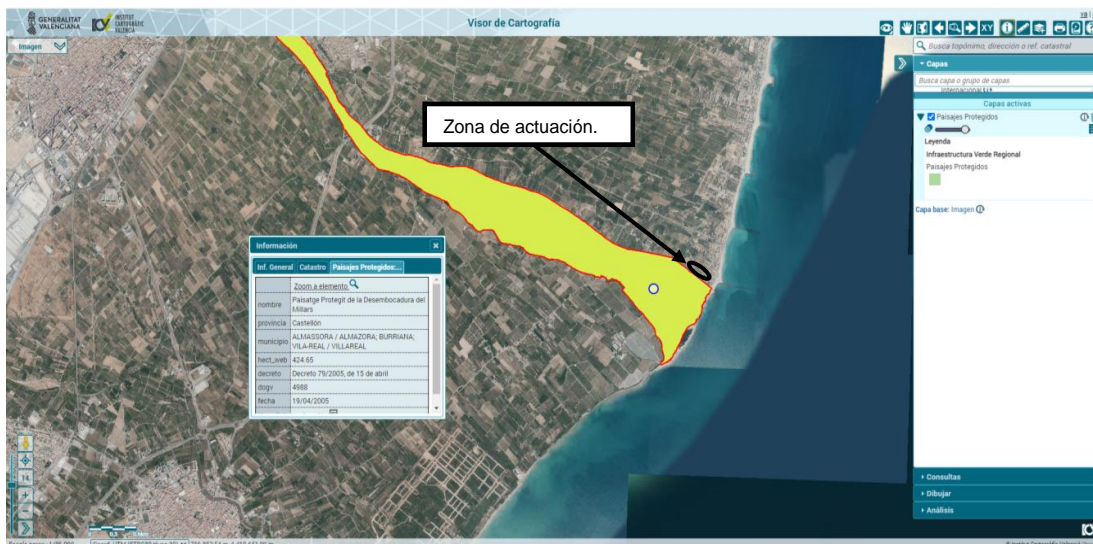 GENERALITAT
VALENCIANA
INSTITUT
CARTOGRÀFIC
VALENCIÀ
Visor de Cartografía
XY
Imagen
Busca topónimo, dirección o ref. catastral
Capas
Busca capa o grupo de capas
Capas activas
Paisajes Protegidos
Leyenda
Infraestructura Verde Regional
Paisajes Protegidos
Capa base: Imagen
Zona de actuación.
Información
Inf. General Catastro Paisajes Protegidos:...
Zoom a elemento
nombre Paisatge Protegit de la Desembocadura del
Millars
provincia Castellón
municipio ALMASSORA / ALMAZORA; BURRIANA;
VILA-REAL / VILLAREAL
hect_web 424.65
decreto Decreto 79/2005, de 15 de abril
dogv 4988
fecha 19/04/2005
Consultas
Dibujar
Análisis